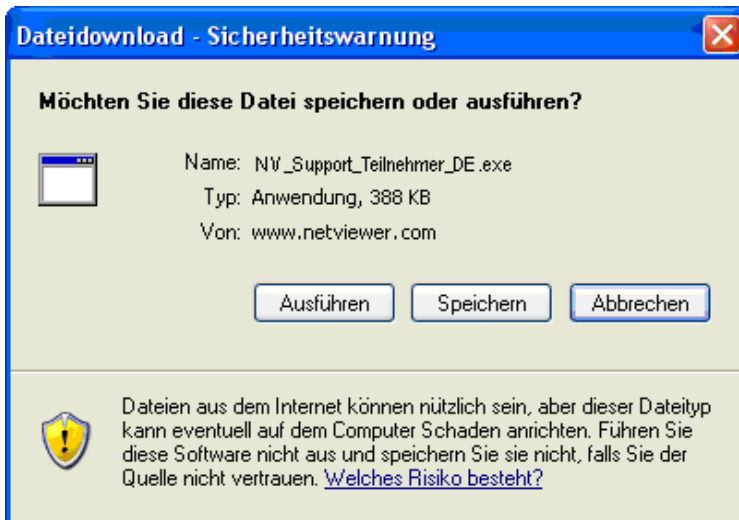 Dateidownload - Sicherheitswarnung
Möchten Sie diese Datei speichern oder ausführen?
Name: NV_Support_Teilnehmer_DE.exe
Typ: Anwendung, 388 KB
Von: www.netviewer.com
Ausführen Speichern Abbrechen
Dateien aus dem Internet können nützlich sein, aber dieser Dateityp
kann eventuell auf dem Computer Schaden anrichten. Führen Sie
diese Software nicht aus und speichern Sie sie nicht, falls Sie der
Quelle nicht vertrauen. Welches Risiko besteht?